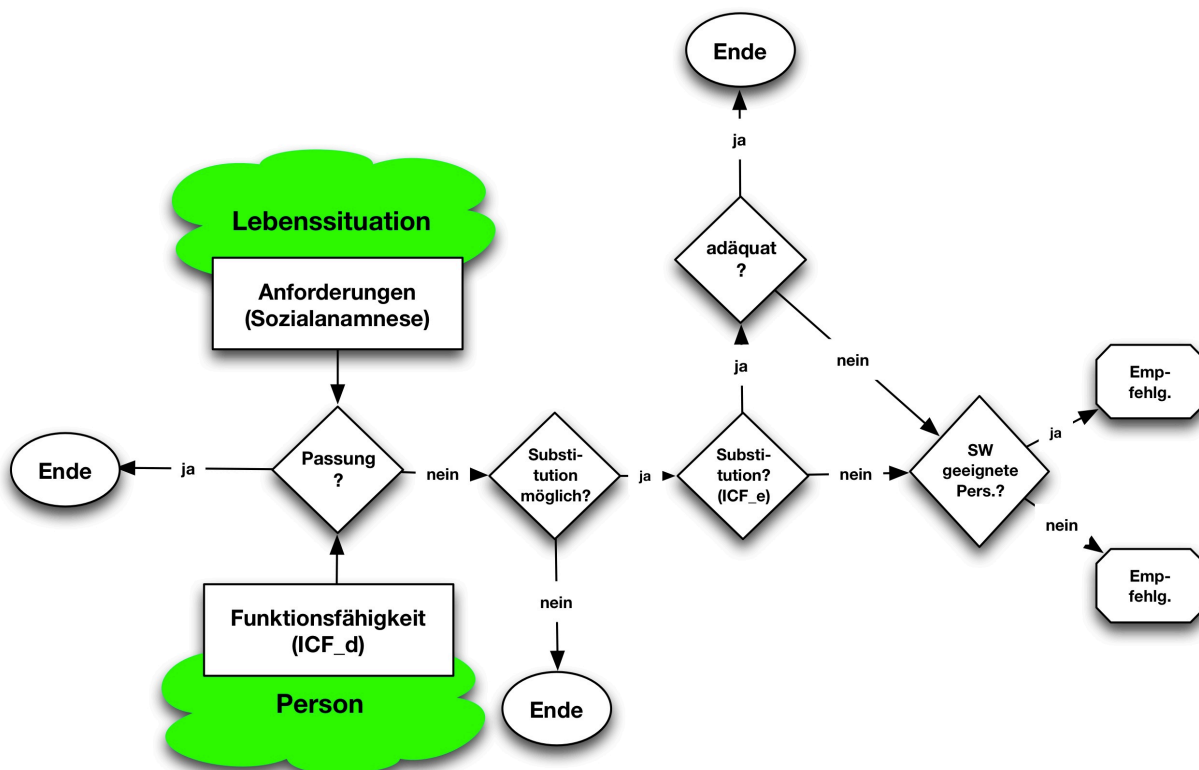 Ende
ja
adäquat
?
Lebenssituation
Anforderungen
(Sozialanamnese)
ja
nein
Emp-
fehlg.
Ende
ja
Passung
?
nein
Substi-
tution
möglich?
ja
Substi-
tution?
(ICF_e)
nein
SW
geeignete
Pers.?
ja
nein
Emp-
fehlg.
nein
Funktionsfähigkeit
(ICF_d)
Person
Ende